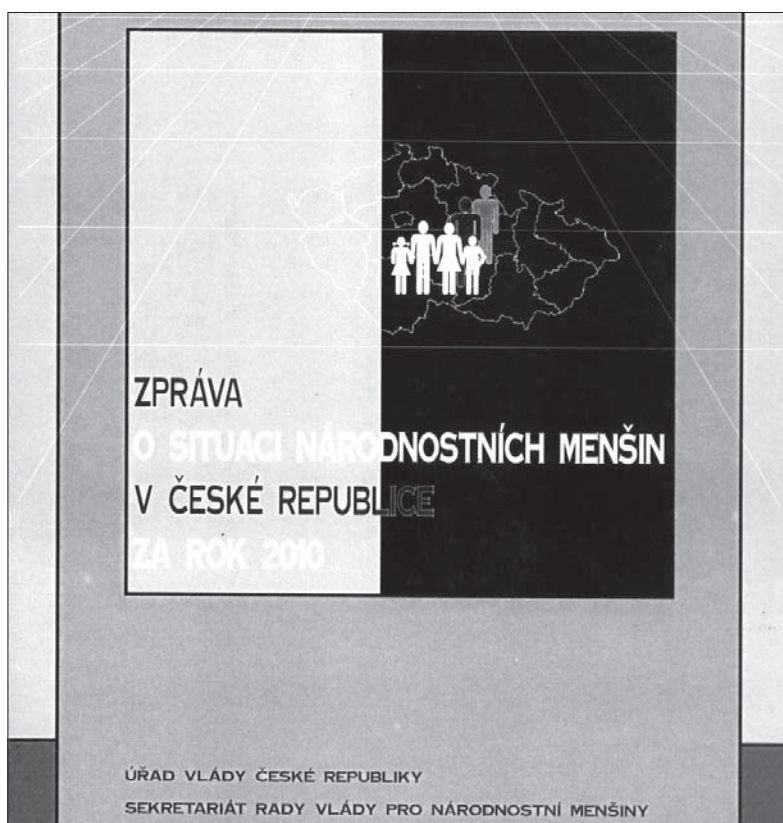 ZPRÁVA
O SITUACI NÁRODNOSTNÍCH MENŠIN
V ČESKÉ REPUBLICE
ZA ROK 2010
ÚŘAD VLÁDY ČESKÉ REPUBLIKY
SEKRETARIÁT RADY VLÁDY PRO NÁRODNOSTNÍ MENŠINY